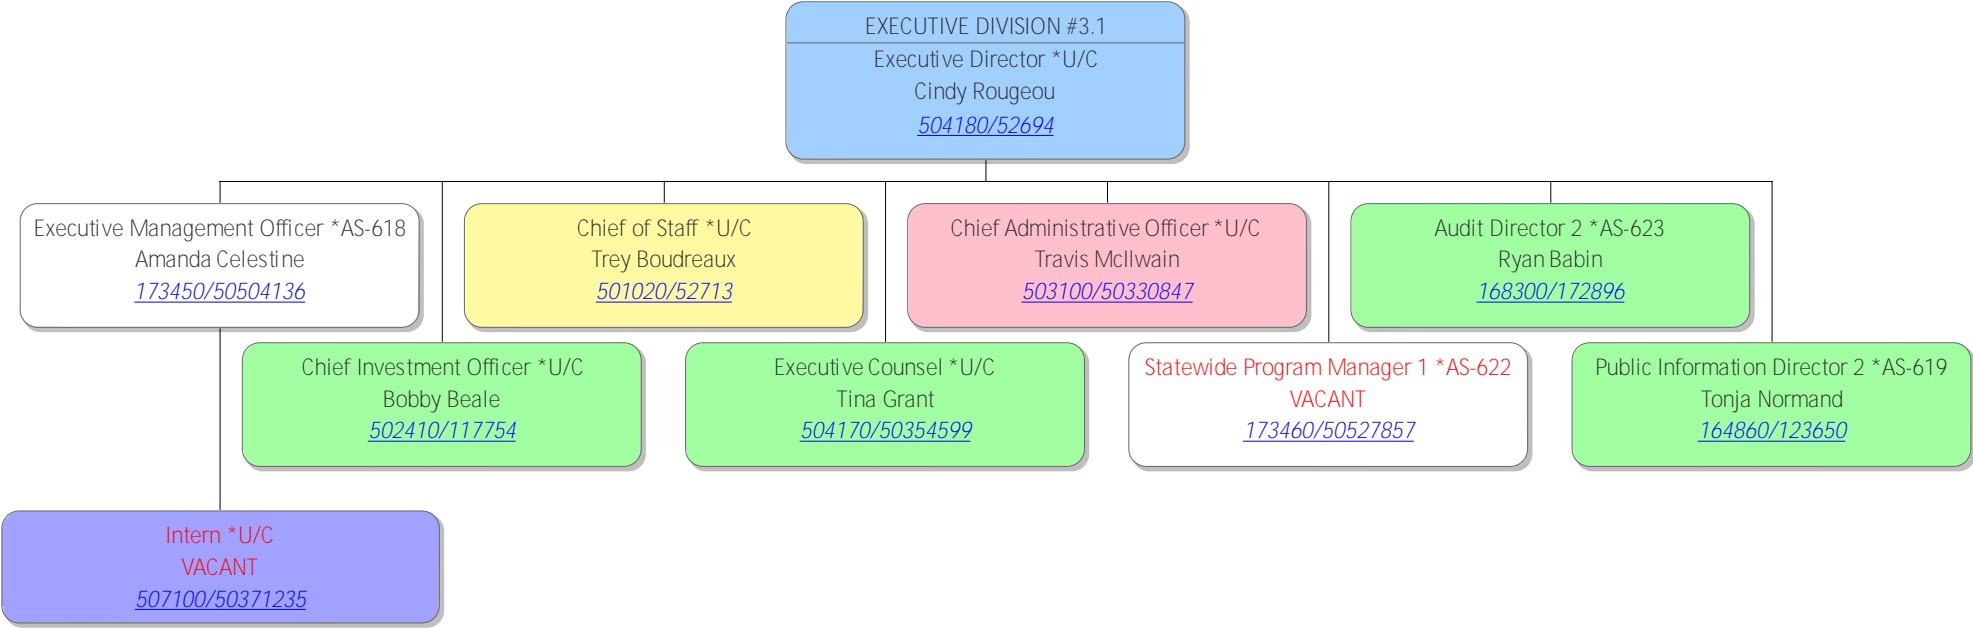 EXECUTIVE DIVISION #3.1
Executive Director *U/C
Cindy Rougeou
504180/52694
Executive Management Officer *AS-618
Amanda Celestine
173450/50504136
Chief of Staff *U/C
Trey Boudreaux
501020/52713
Chief Administrative Officer *U/C
Travis McIlwain
503100/50330847
Audit Director 2 *AS-623
Ryan Babin
168300/172896
Chief Investment Officer *U/C
Bobby Beale
502410/117754
Executive Counsel *U/C
Tina Grant
504170/50354599
Statewide Program Manager 1 *AS-622
VACANT
173460/50527857
Public Information Director 2 *AS-619
Tonja Normand
164860/123650
Intern *U/C
VACANT
507100/50371235